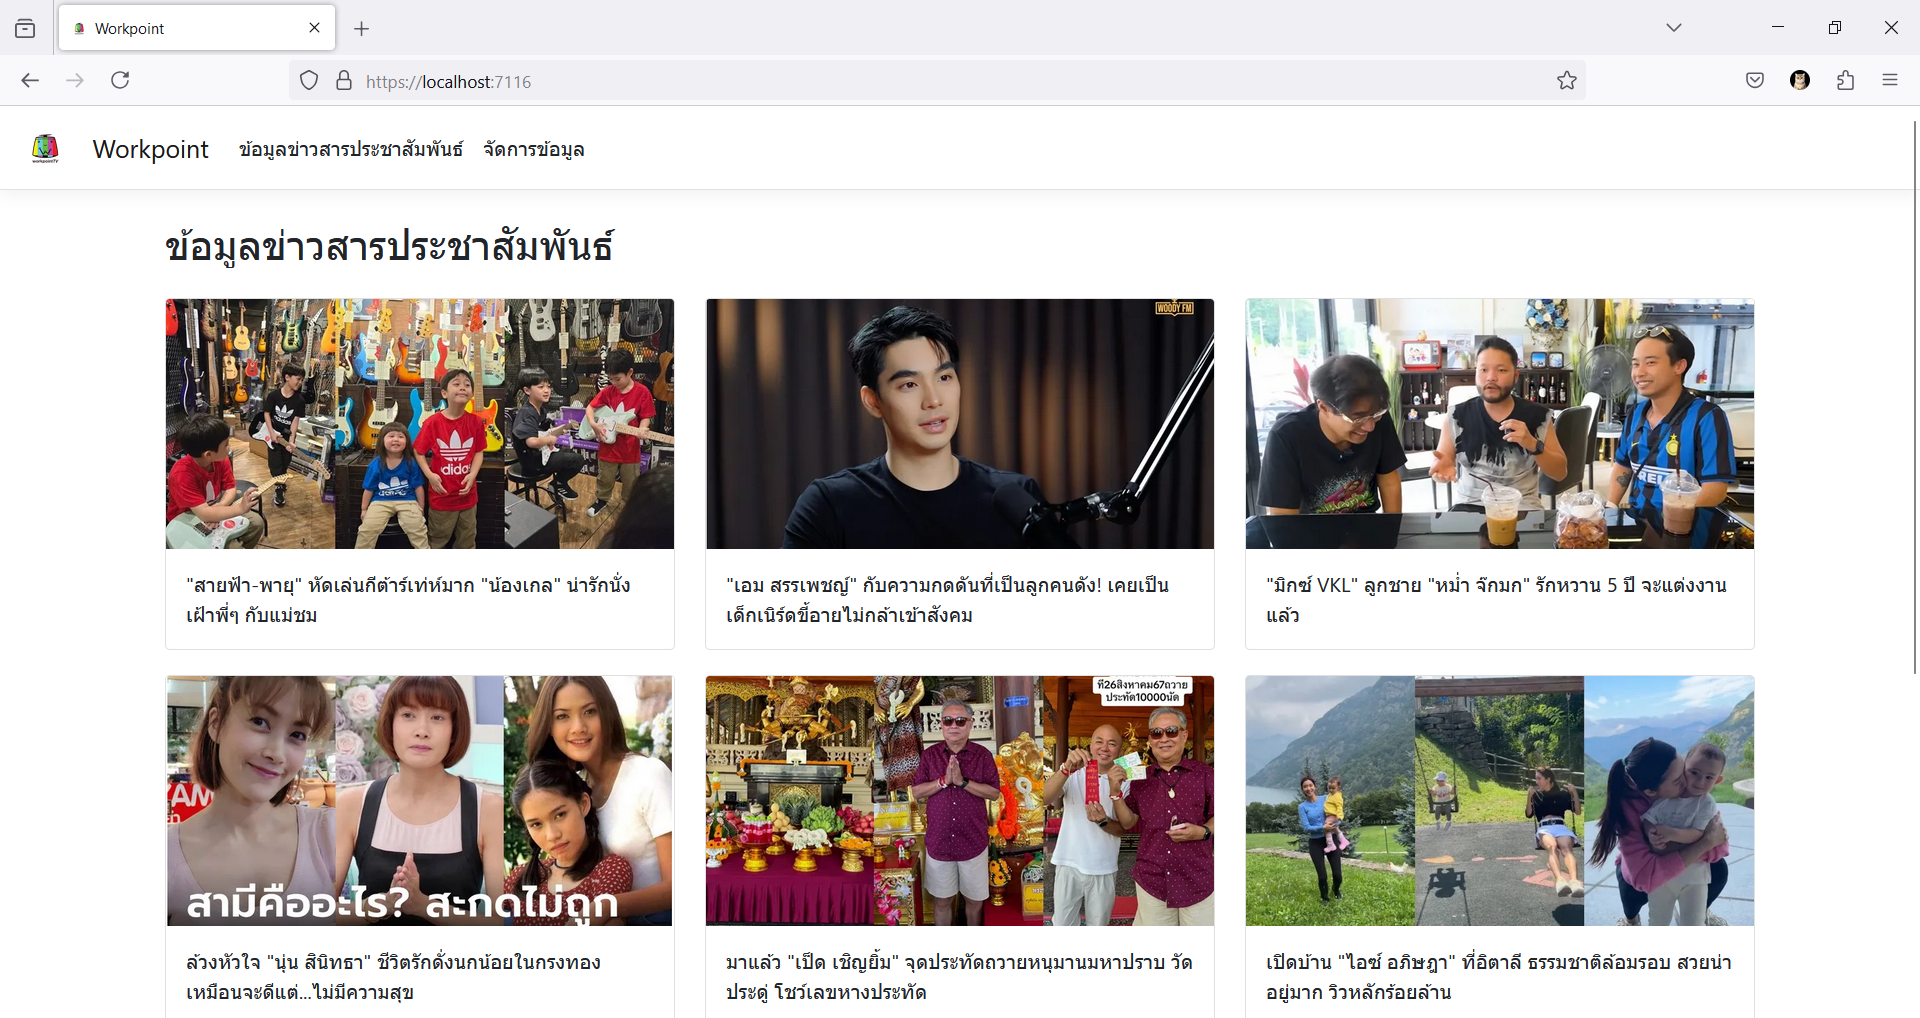 Workpoint
https://localhost:7116
Workpoint ข้อมูลข่าวสารประชาสัมพันธ์ จัดการข้อมูล
ข้อมูลข่าวสารประชาสัมพันธ์
adidas
WOODY FM
PIRELLI
"สายฟ้า-พายุ" หัดเล่นกีต้าร์เท่ห์มาก "น้องเกล" น่ารักนั่ง
เฝ้าพี่ๆ กับแม่ชม
"เอม สรรเพชญ์" กับความกดดันที่เป็นลูกคนดัง! เคยเป็น
เด็กเนิร์ดขี้อายไม่กล้าเข้าสังคม
"มิกซ์ VKL" ลูกชาย "หม่ำ จ๊กมก" รักหวาน 5 ปี จะแต่งงาน
แล้ว
สามีคืออะไร? สะกดไม่ถูก
ที่26สิงหาคม67ถวาย
ประทัด10000นัด
ล้วงหัวใจ "นุ่น สินิทธา" ชีวิตรักดั่งนกน้อยในกรงทอง
เหมือนจะดีแต่...ไม่มีความสุข
มาแล้ว "เป็ด เชิญยิ้ม" จุดประทัดถวายหนุมานมหาปราบ วัด
ประดู่ โชว์เลขหางประทัด
เปิดบ้าน "ไอซ์ อภิษฎา" ที่อิตาลี ธรรมชาติล้อมรอบ สวยน่า
อยู่มาก วิวหลักร้อยล้าน